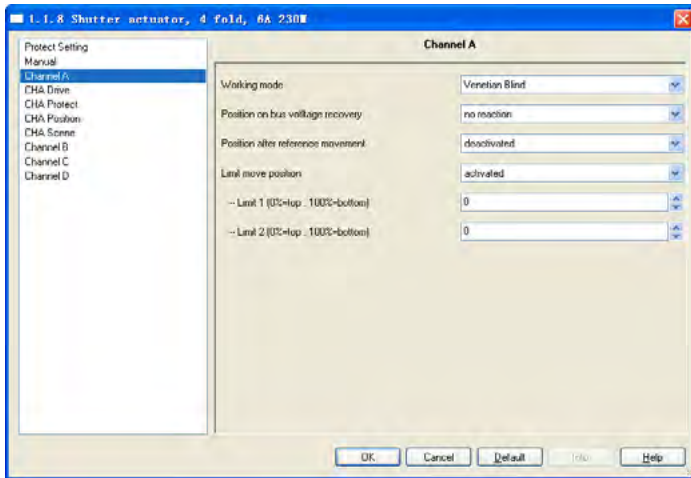 1.1.8 Shutter actuator, 4 fold, 6A 230W
Channel A
Protect Setting
Manual
Channel A
CHA Drive
CHA Protect
CHA Position
CHA Scene
Channel B
Channel C
Channel D
Working mode
Venetian Blind
Position on bus voltage recovery
no reaction
Position after reference movement
deactivated
Limit move position
activated
-- Limit 1 (0%=top . 100%=bottom)
0
-- Limit 2 (0%=top . 100%=bottom)
0
OK Cancel Default Info Help